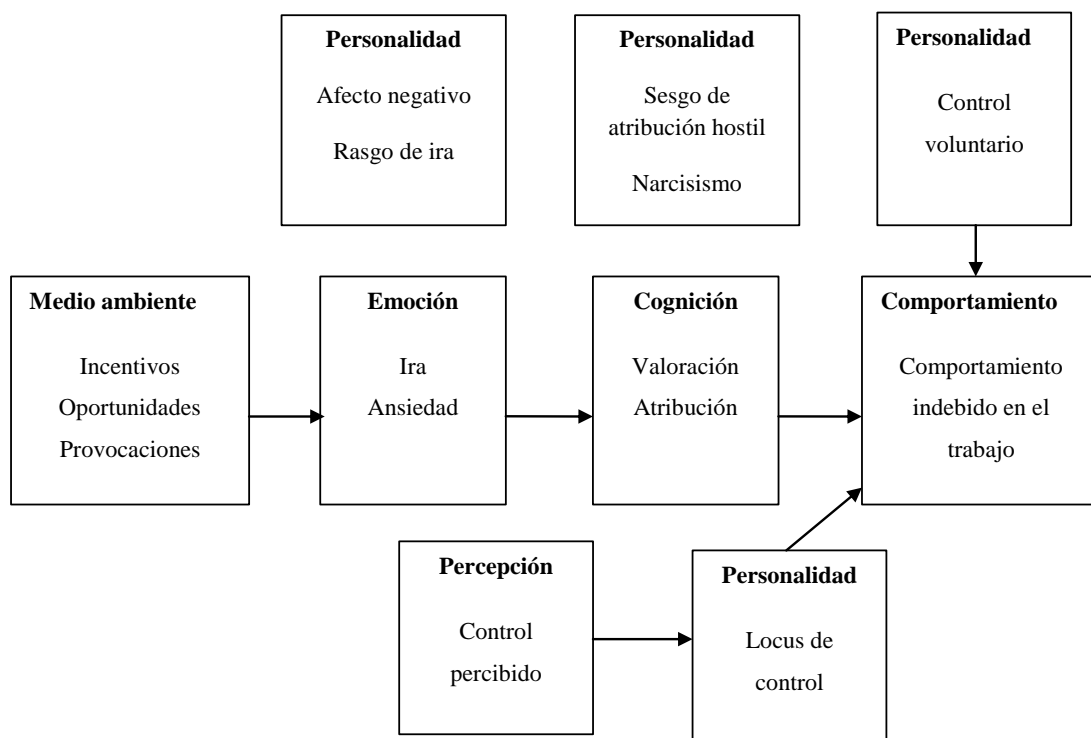 Personalidad
Afecto negativo
Rasgo de ira
Personalidad
Sesgo de
atribución hostil
Narcisismo
Personalidad
Control
voluntario
Medio ambiente
Incentivos
Oportunidades
Provocaciones
Emoción
Ira
Ansiedad
Cognición
Valoración
Atribución
Comportamiento
Comportamiento
indebido en el
trabajo
Percepción
Control
percibido
Personalidad
Locus de
control